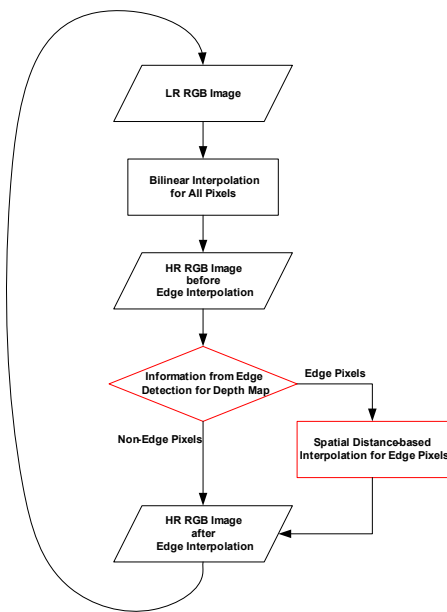 LR RGB Image
Bilinear Interpolation
for All Pixels
HR RGB Image
before
Edge Interpolation
Information from Edge
Detection for Depth Map
Edge Pixels
Non-Edge Pixels
Spatial Distance-based
Interpolation for Edge Pixels
HR RGB Image
after
Edge Interpolation